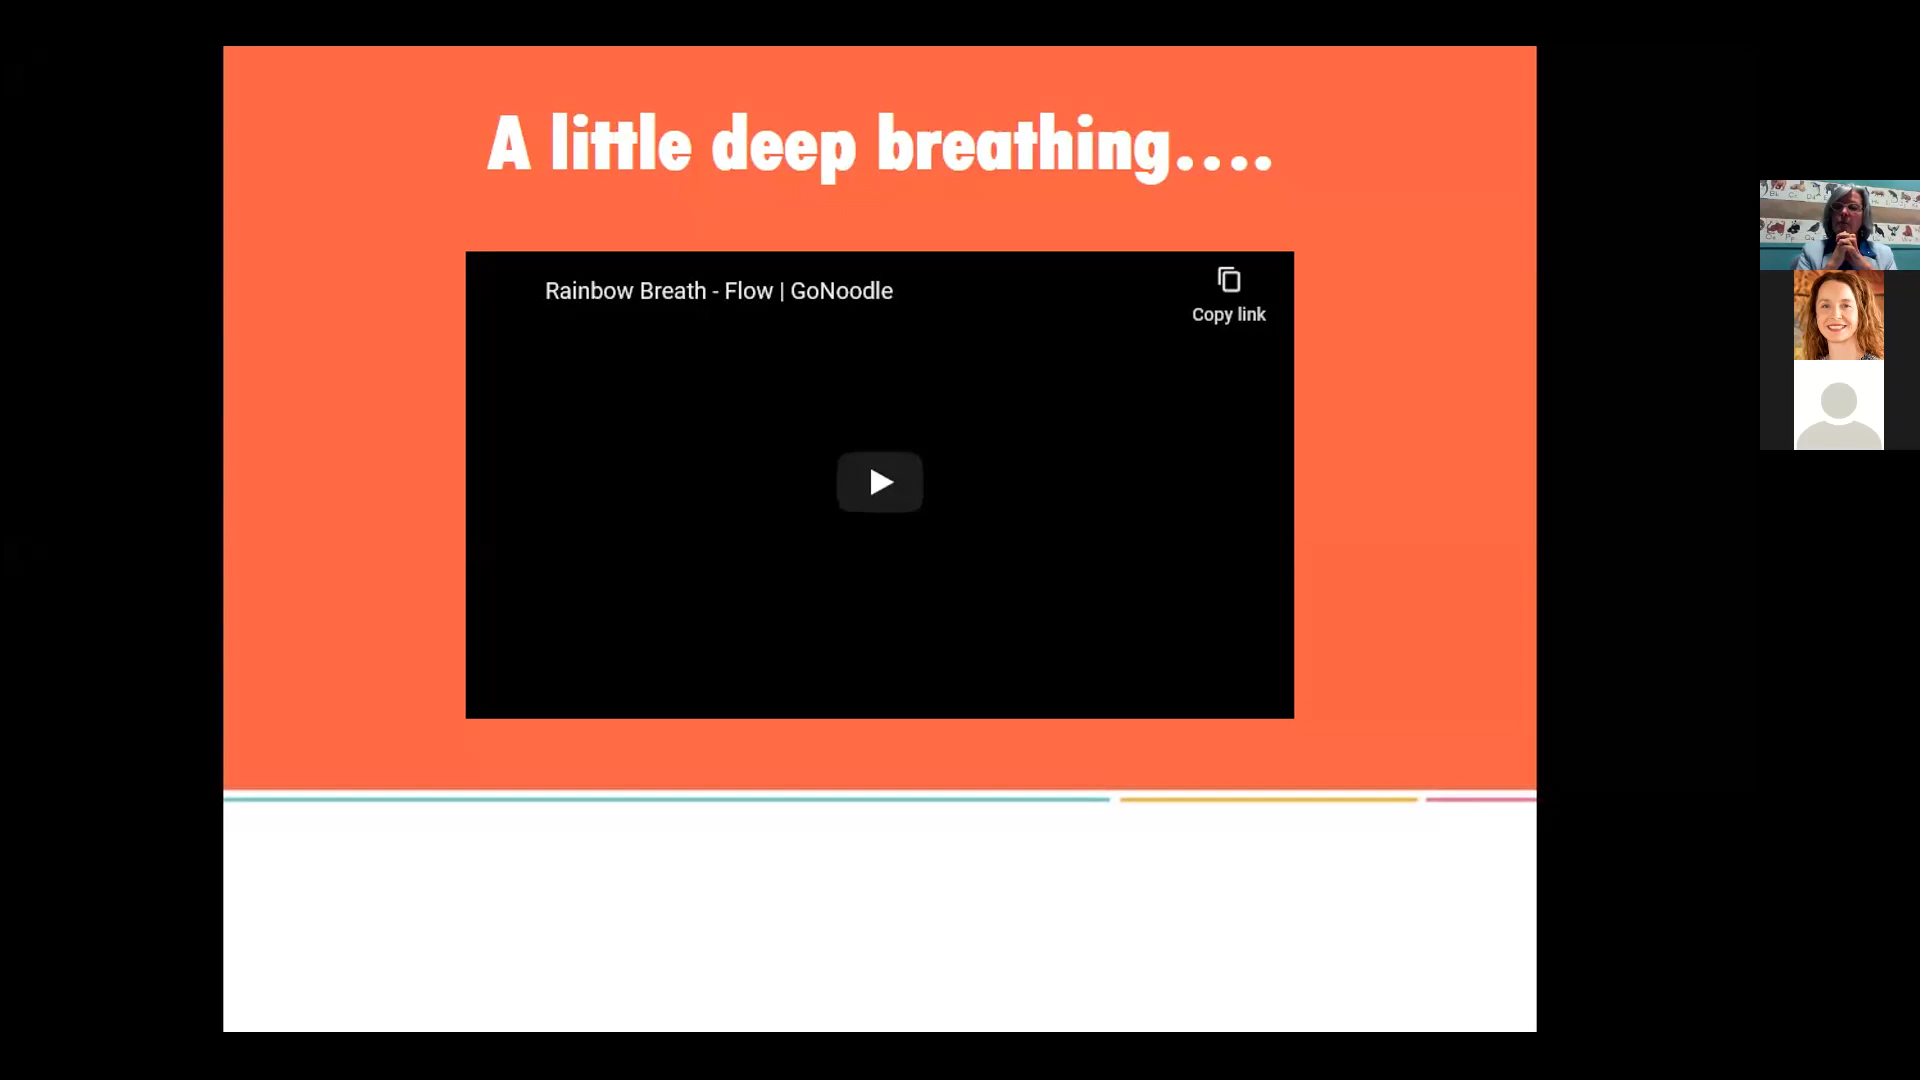 A little deep breathing....
Rainbow Breath - Flow | GoNoodle
Copy link